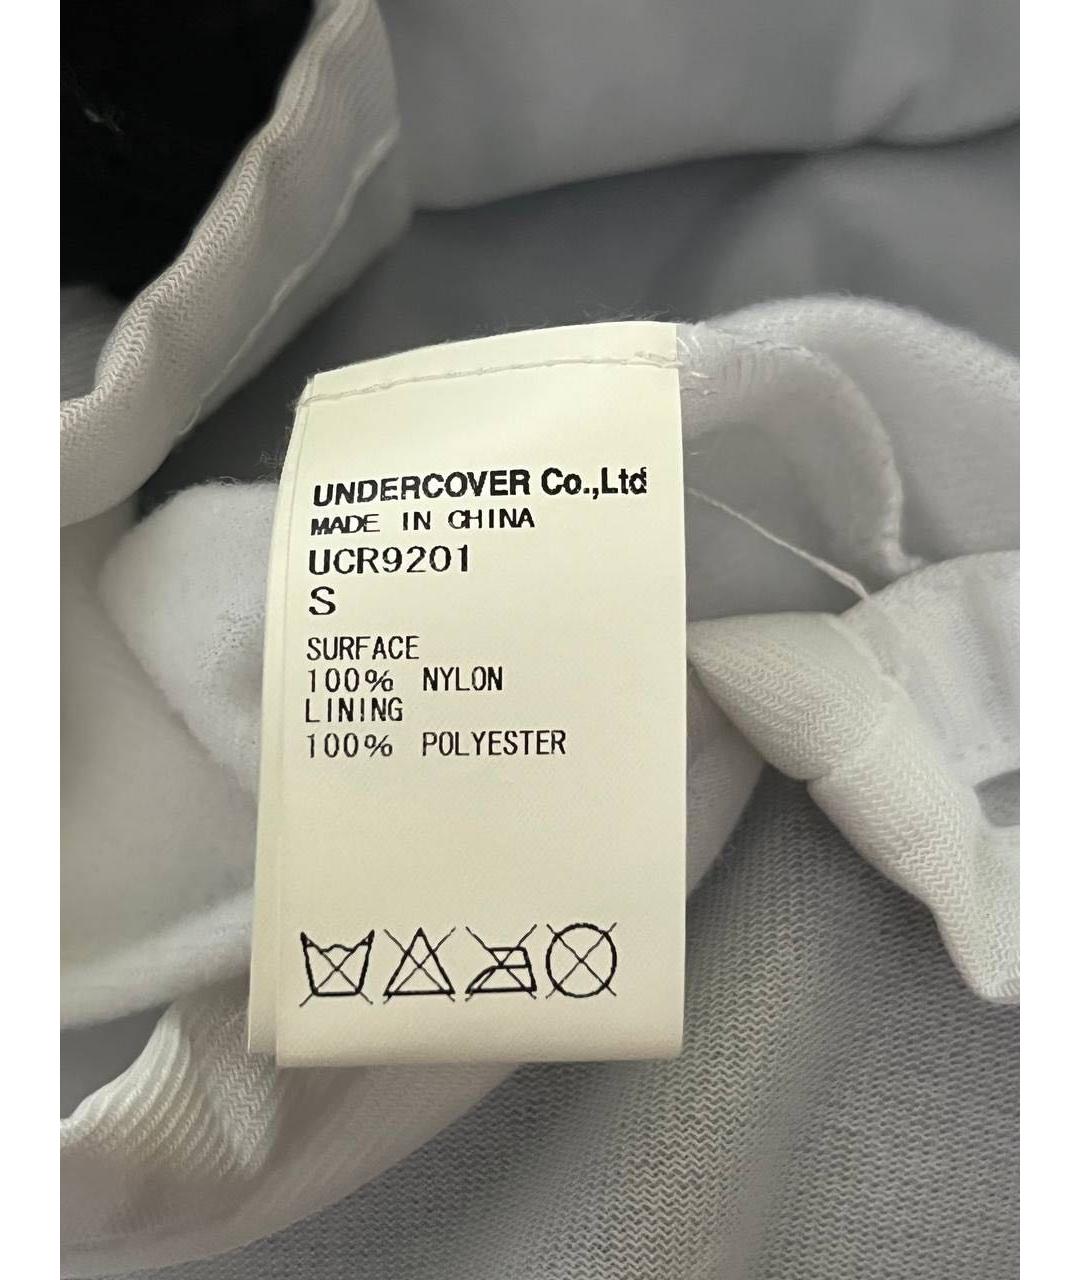 UNDERCOVER Co.,Ltd
MADE IN CHINA
UCR9201
S
SURFACE
100% NYLON
LINING
100% POLYESTER